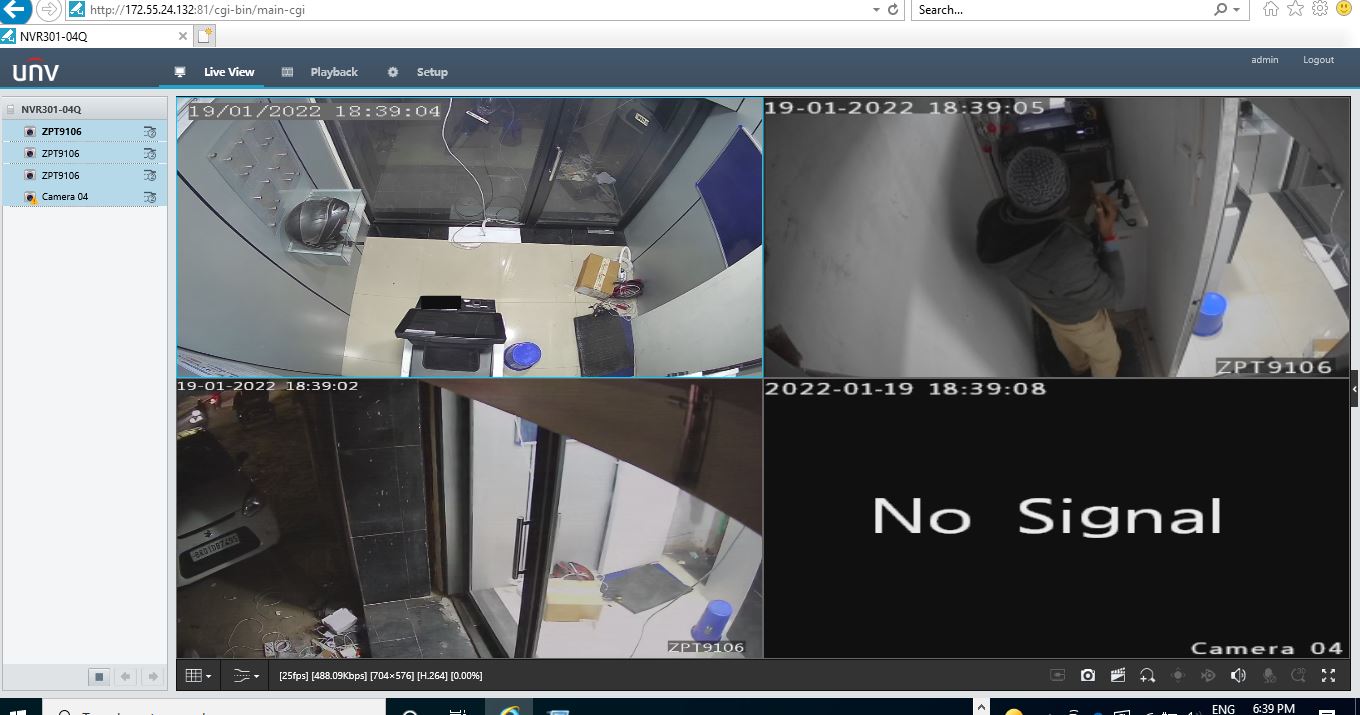 http://172.55.24.132:81/cgi-bin/main-cgi
Search...
NVR301-04Q
unv
Live View
Playback
Setup
admin
Logout
NVR301-04Q
ZPT9106
ZPT9106
ZPT9106
Camera 04
19/01/2022 18:39:04
19-01-2022 18:39:05
ZPT9106
19-01-2022 18:39:02
ZPT9106
2022-01-19 18:39:08
No Signal
Camera 04
[25fps] [488.09Kbps] [704×576] [H.264] [0.00%]
ENG
6:39 PM